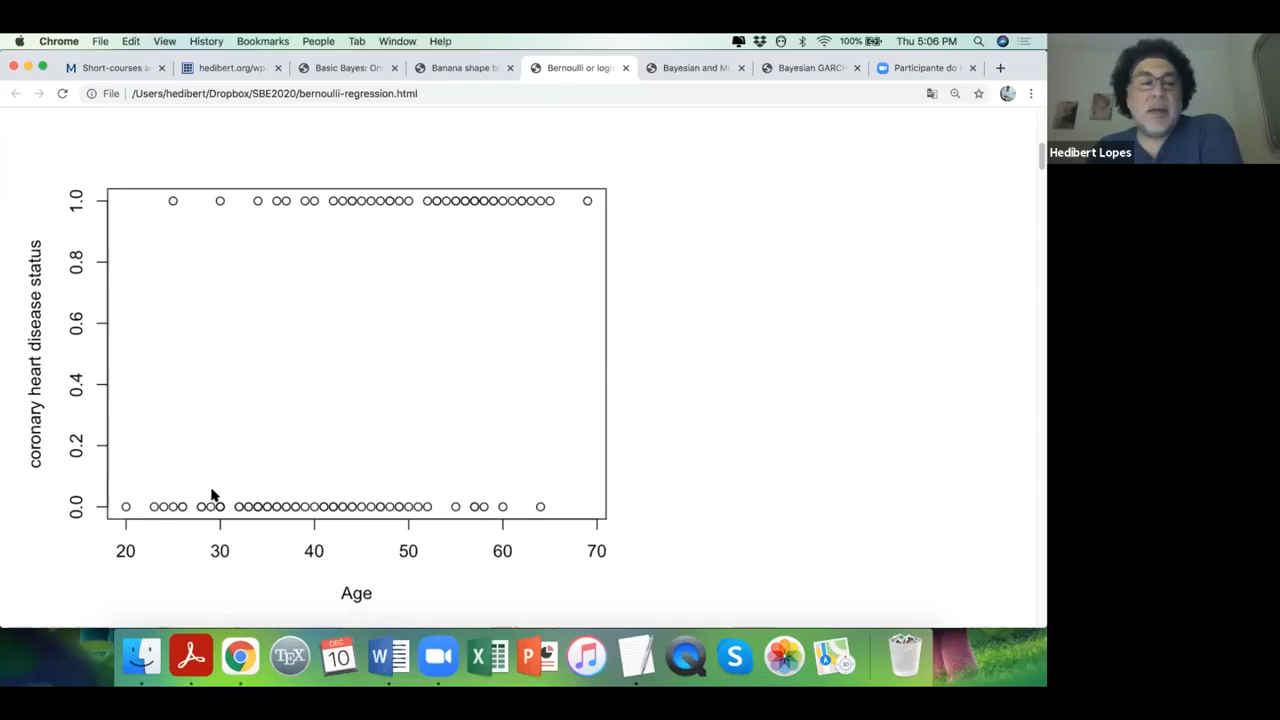 Chrome File Edit View History Bookmarks People Tab Window Help 100% Thu 5:06 PM
Short-courses a hedibert.org/wp Basic Bayes: On Banana shape b Bernoulli or logi Bayesian and M Bayesian GARCH Participante do
File /Users/hedibert/Dropbox/SBE2020/bernoulli-regression.html
Hedibert Lopes
coronary heart disease status
1.0
0.8
0.6
0.4
0.2
0.0
20 30 40 50 60 70
Age
TEX DEC 10 W X P S